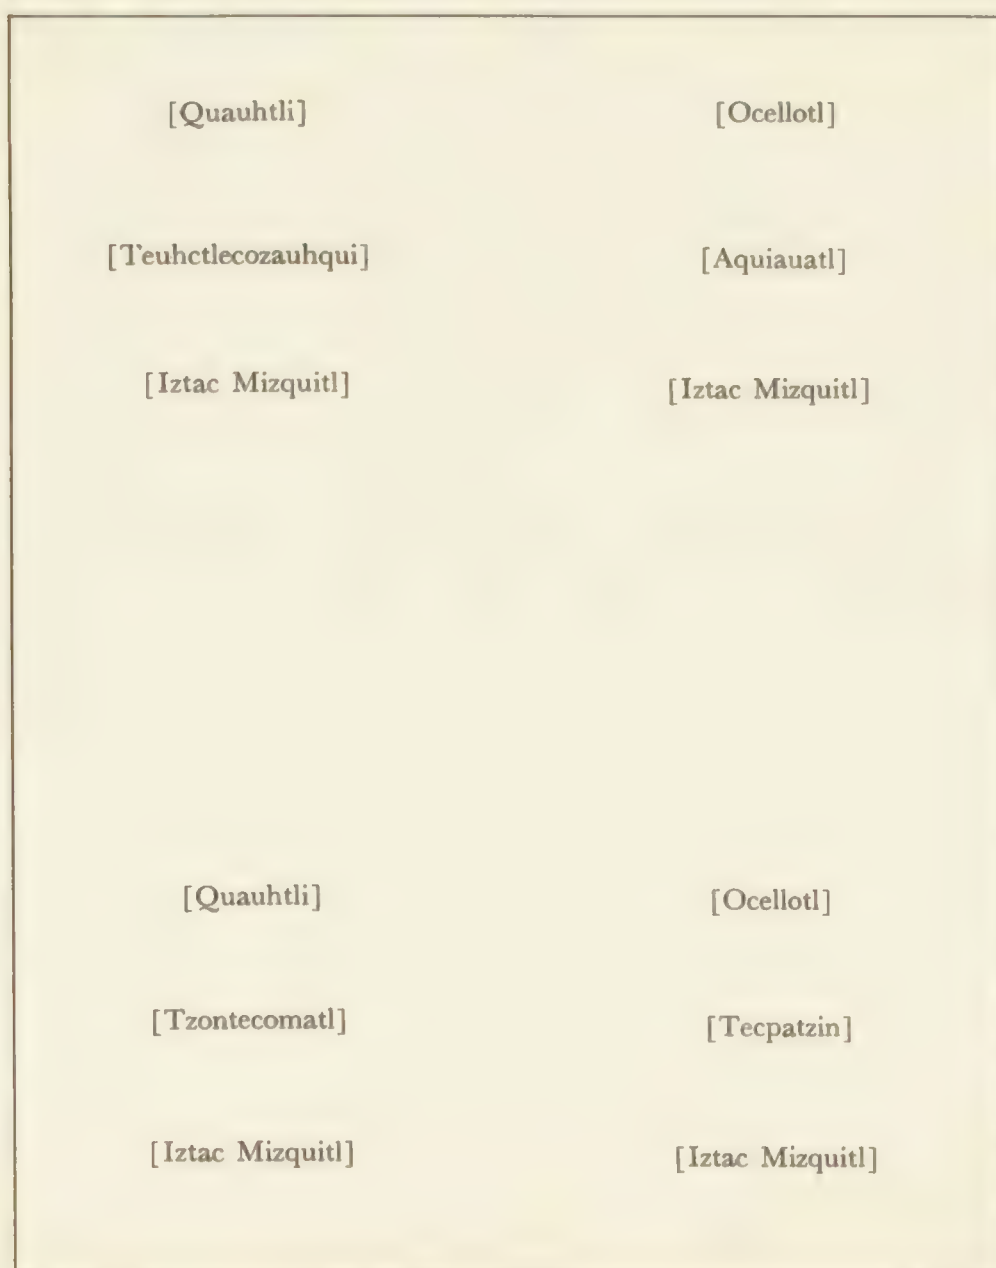 [Quauhtli] [Ocellotl]
[Teuhctlecozauhqui] [Aquiauatl]
[Iztac Mizquitl] [Iztac Mizquitl]
[Quauhtli] [Ocellotl]
[Tzontecomatl] [Tecpatzin]
[Iztac Mizquitl] [Iztac Mizquitl]